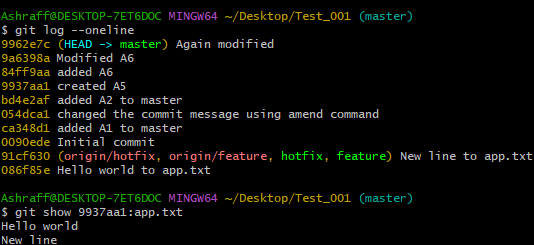 Ashraff@DESKTOP-7ET6DOC MINGW64 ~/Desktop/Test_001 (master)
$ git log --oneline
9962e7c (HEAD -> master) Again modified
9a6398a Modified A6
84ff9aa added A6
9937aa1 created A5
bd4e2af added A2 to master
054dca1 changed the commit message using amend command
ca348d1 added A1 to master
0090ede Initial commit
91cf630 (origin/hotfix, origin/feature, hotfix, feature) New line to app.txt
086f85e Hello world to app.txt
Ashraff@DESKTOP-7ET6DOC MINGW64 ~/Desktop/Test_001 (master)
$ git show 9937aa1:app.txt
Hello world
New line